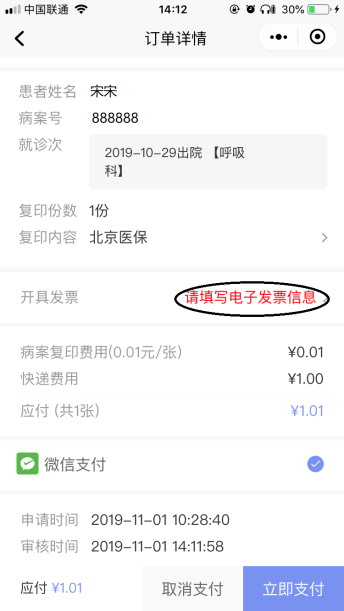 中国联通 14:12 30%
订单详情
患者姓名 宋宋
病案号 888888
就诊次 2019-10-29出院 【呼吸
科】
复印份数 1份
复印内容 北京医保
开具发票 请填写电子发票信息
病案复印费用(0.01元/张) ¥0.01
快递费用 ¥1.00
应付 (共1张) ¥1.01
微信支付
申请时间 2019-11-01 10:28:40
审核时间 2019-11-01 14:11:58
应付 ¥1.01 取消支付 立即支付